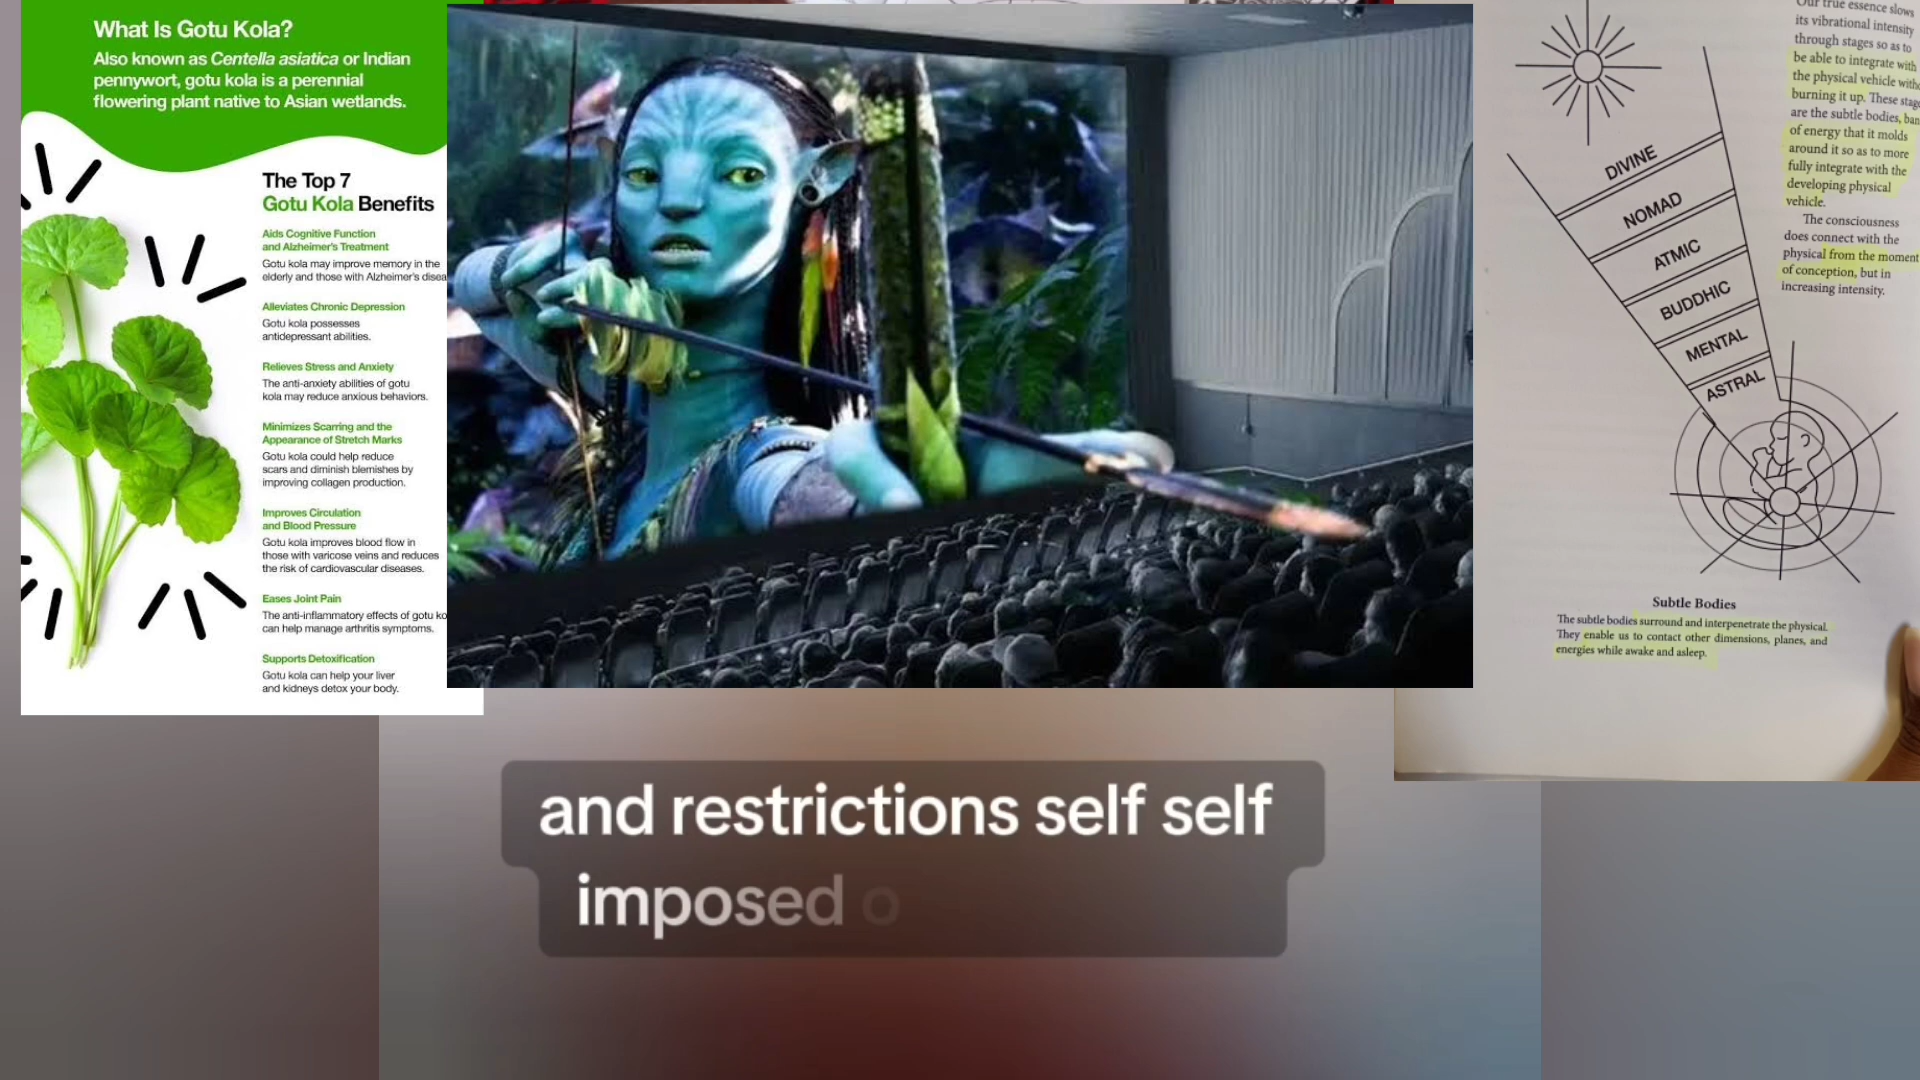 What Is Gotu Kola?
Also known as Centella asiatica or Indian
pennywort, gotu kola is a perennial
flowering plant native to Asian wetlands.
The Top 7
Gotu Kola Benefits
Aids Cognitive Function
and Alzheimer's Treatment
Gotu kola may improve memory in the
elderly and those with Alzheimer's disea
Alleviates Chronic Depression
Gotu kola possesses
antidepressant abilities.
Relieves Stress and Anxiety
The anti-anxiety abilities of gotu
kola may reduce anxious behaviors.
Minimizes Scarring and the
Appearance of Stretch Marks
Gotu kola could help reduce
scars and diminish blemishes by
improving collagen production.
Improves Circulation
and Blood Pressure
Gotu kola improves blood flow in
those with varicose veins and reduces
the risk of cardiovascular diseases.
Eases Joint Pain
The anti-inflammatory effects of gotu ko
can help manage arthritis symptoms.
Supports Detoxification
Gotu kola can help your liver
and kidneys detox your body.
Our true essence slows
its vibrational intensity
through stages so as to
be able to integrate with
the physical vehicle witho
burning it up. These stage
are the subtle bodies, ban
of energy that it molds
around it so as to more
fully integrate with the
developing physical
vehicle.
The consciousness
does connect with the
physical from the moment
of conception, but in
increasing intensity.
DIVINE
NOMAD
ATMIC
BUDDHIC
MENTAL
ASTRAL
Subtle Bodies
The subtle bodies surround and interpenetrate the physical.
They enable us to contact other dimensions, planes, and
energies while awake and asleep.
and restrictions self self
imposed o